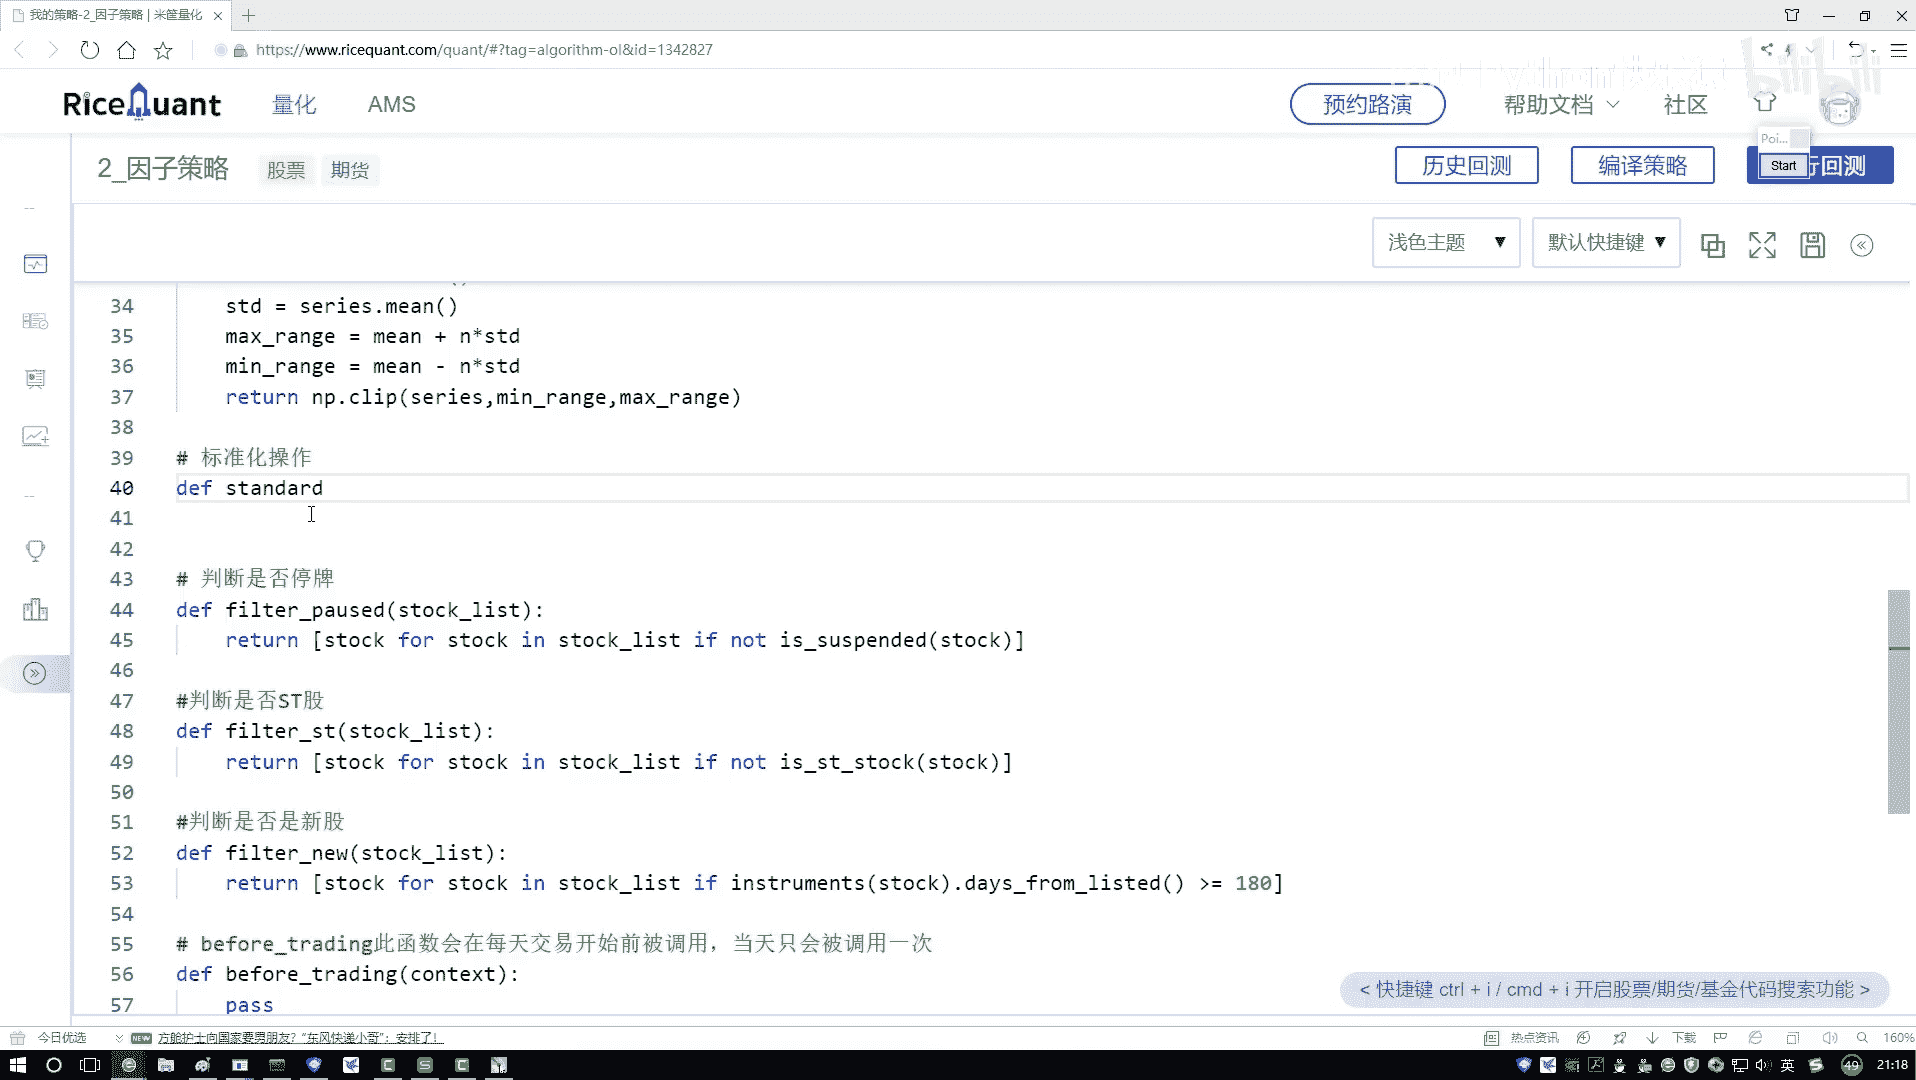 我的策略-2_因子策略 | 米筐量化
https://www.ricequant.com/quant/#?tag=algorithm-ol&id=1342827
bilibili
RiceQuant 量化 AMS 预约路演 帮助文档 社区
Poi...
2_因子策略 股票 期货 历史回测 编译策略 Start 行回测
浅色主题 ▼ 默认快捷键 ▼
34 std = series.mean()
35 max_range = mean + n*std
36 min_range = mean - n*std
37 return np.clip(series,min_range,max_range)
38
39 # 标准化操作
40 def standard
41
42
43 # 判断是否停牌
44 def filter_paused(stock_list):
45 return [stock for stock in stock_list if not is_suspended(stock)]
46
47 #判断是否ST股
48 def filter_st(stock_list):
49 return [stock for stock in stock_list if not is_st_stock(stock)]
50
51 #判断是否是新股
52 def filter_new(stock_list):
53 return [stock for stock in stock_list if instruments(stock).days_from_listed() >= 180]
54
55 # before_trading此函数会在每天交易开始前被调用，当天只会被调用一次
56 def before_trading(context):
57 pass
< 快捷键 ctrl + i / cmd + i 开启股票/期货/基金代码搜索功能 >
今日优选 NEW 方舱护士向国家要男朋友？“东风快递小哥”：安排了！ 热点资讯 下载 160%
英 49 21:18